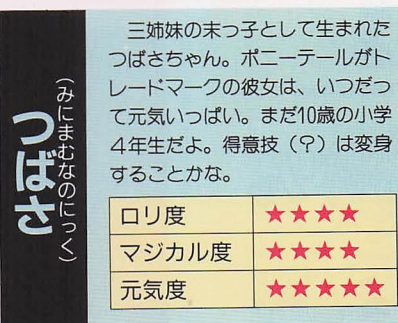 (みにまむなのにっく)
つばさ
三姉妹の末っ子として生まれた
つばさちゃん。ポニーテールがト
レードマークの彼女は、いつだっ
て元気いっぱい。まだ10歳の小学
4年生だよ。得意技(?)は変身
することかな。
ロリ度 ★★★★
マジカル度 ★★★★
元気度 ★★★★★